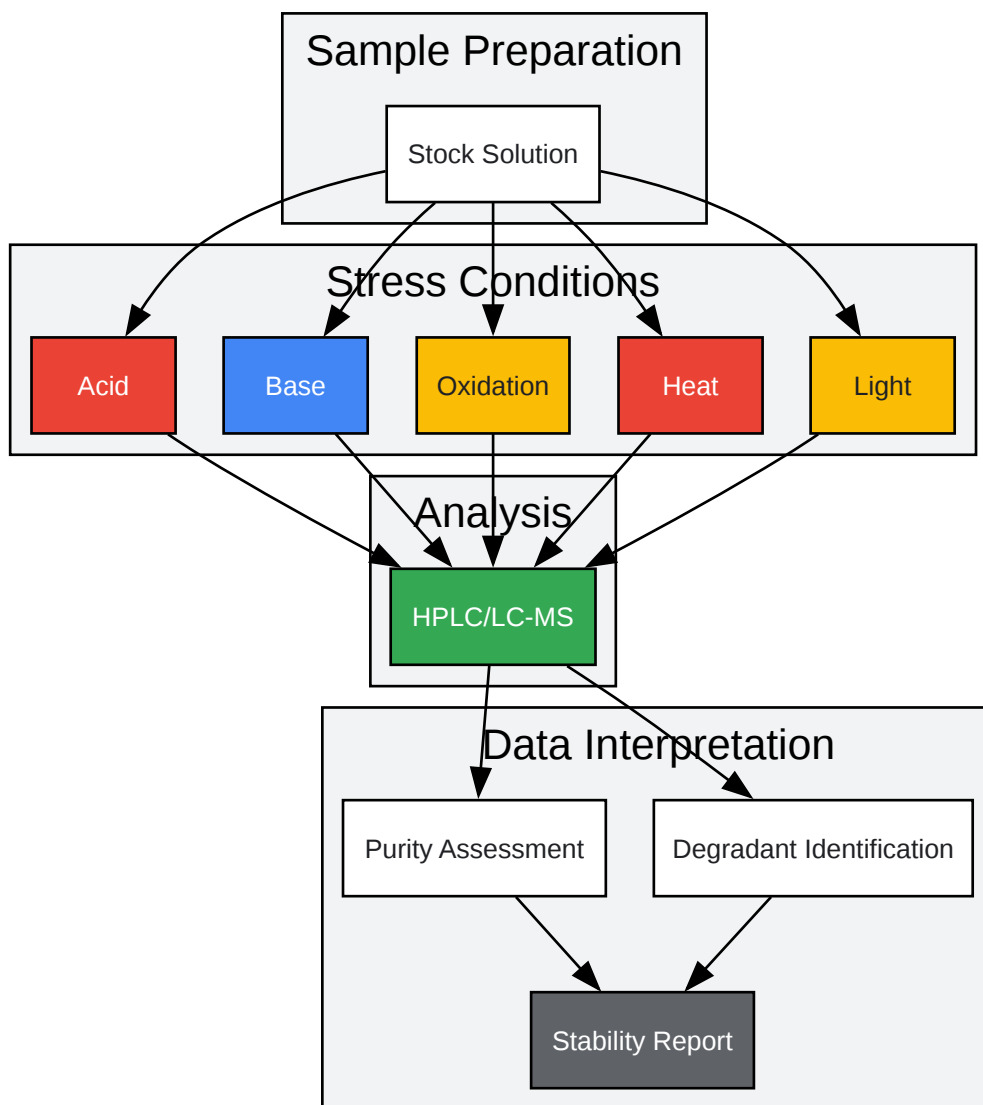 Sample Preparation
Stock Solution
Stress Conditions
Acid
Base
Oxidation
Heat
Light
Analysis
HPLC/LC-MS
Data Interpretation
Purity Assessment
Degradant Identification
Stability Report